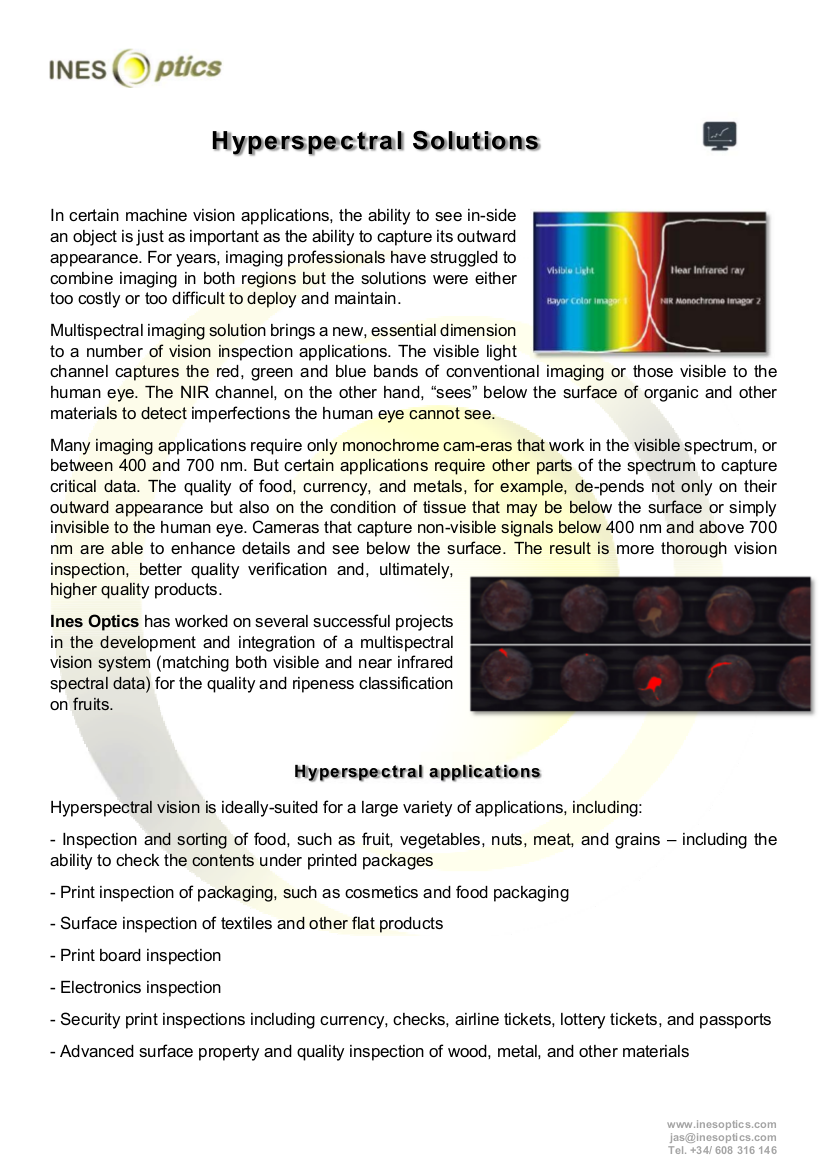 INES Optics
Hyperspectral Solutions
In certain machine vision applications, the ability to see in-side
an object is just as important as the ability to capture its outward
appearance. For years, imaging professionals have struggled to
combine imaging in both regions but the solutions were either
too costly or too difficult to deploy and maintain.
Visible Light
Near Infrared ray
Bayor Color Imagor 1
NIR Monochrome Imagor 2
Multispectral imaging solution brings a new, essential dimension
to a number of vision inspection applications. The visible light
channel captures the red, green and blue bands of conventional imaging or those visible to the
human eye. The NIR channel, on the other hand, “sees” below the surface of organic and other
materials to detect imperfections the human eye cannot see.
Many imaging applications require only monochrome cam-eras that work in the visible spectrum, or
between 400 and 700 nm. But certain applications require other parts of the spectrum to capture
critical data. The quality of food, currency, and metals, for example, de-pends not only on their
outward appearance but also on the condition of tissue that may be below the surface or simply
invisible to the human eye. Cameras that capture non-visible signals below 400 nm and above 700
nm are able to enhance details and see below the surface. The result is more thorough vision
inspection, better quality verification and, ultimately,
higher quality products.
Ines Optics has worked on several successful projects
in the development and integration of a multispectral
vision system (matching both visible and near infrared
spectral data) for the quality and ripeness classification
on fruits.
Hyperspectral applications
Hyperspectral vision is ideally-suited for a large variety of applications, including:
- Inspection and sorting of food, such as fruit, vegetables, nuts, meat, and grains – including the
ability to check the contents under printed packages
- Print inspection of packaging, such as cosmetics and food packaging
- Surface inspection of textiles and other flat products
- Print board inspection
- Electronics inspection
- Security print inspections including currency, checks, airline tickets, lottery tickets, and passports
- Advanced surface property and quality inspection of wood, metal, and other materials
www.inesoptics.com
jas@inesoptics.com
Tel. +34/ 608 316 146